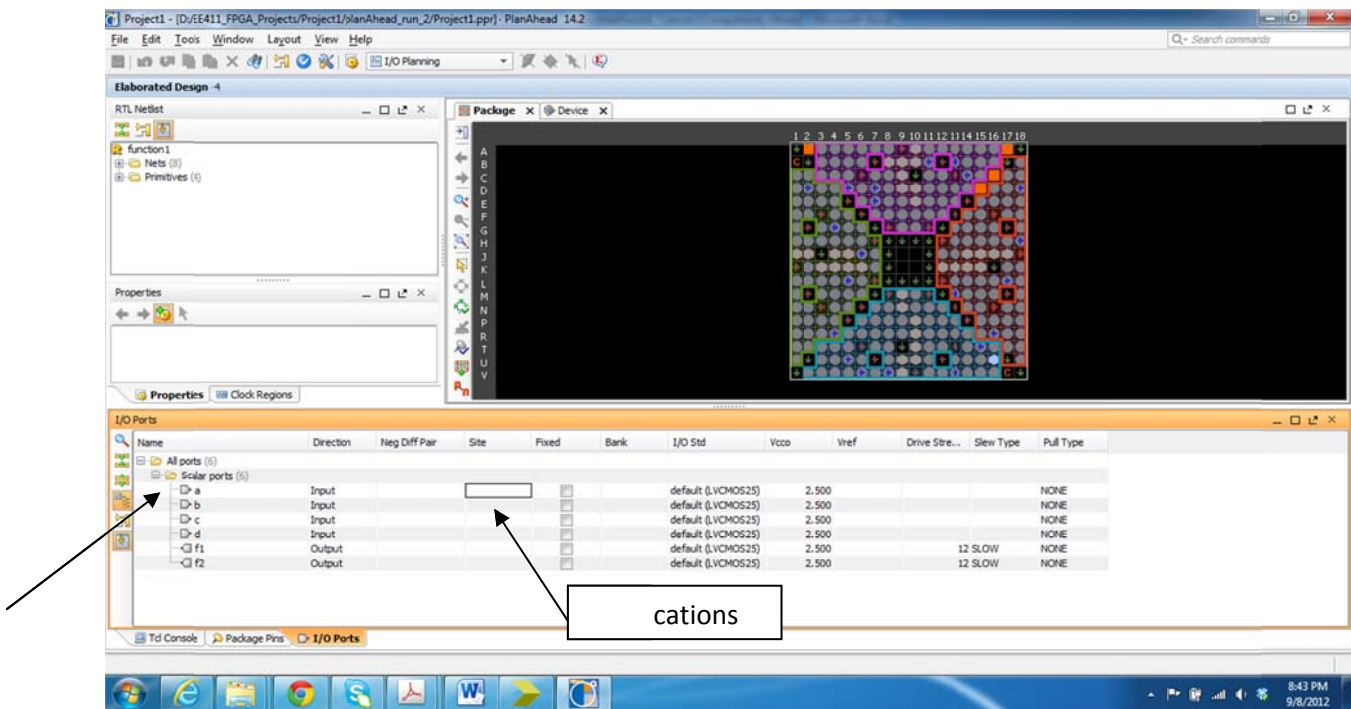 Project1 - [D:/EE411_FPGA_Projects/Project1/planAhead_run_2/Project1.ppr] - PlanAhead 14.2
File Edit Tools Window Layout View Help
Search commands
I/O Planning
Elaborated Design -4
RTL Netlist
function1
Nets (8)
Primitives (4)
Properties
Properties
Clock Regions
Package
Device
1 2 3 4 5 6 7 8 9 10 11 12 13 14 15 16 17 18
A
B
C
D
E
F
G
H
J
K
L
M
N
P
R
T
U
V
I/O Ports
Name Direction Neg Diff Pair Site Fixed Bank I/O Std Vcco Vref Drive Stre... Slew Type Pull Type
All ports (6)
Scalar ports (6)
a Input default (LVCMOS25) 2.500 NONE
b Input default (LVCMOS25) 2.500 NONE
c Input default (LVCMOS25) 2.500 NONE
d Input default (LVCMOS25) 2.500 NONE
f1 Output default (LVCMOS25) 2.500 12 SLOW NONE
f2 Output default (LVCMOS25) 2.500 12 SLOW NONE
cations
Tcl Console Package Pins I/O Ports
8:43 PM
9/8/2012